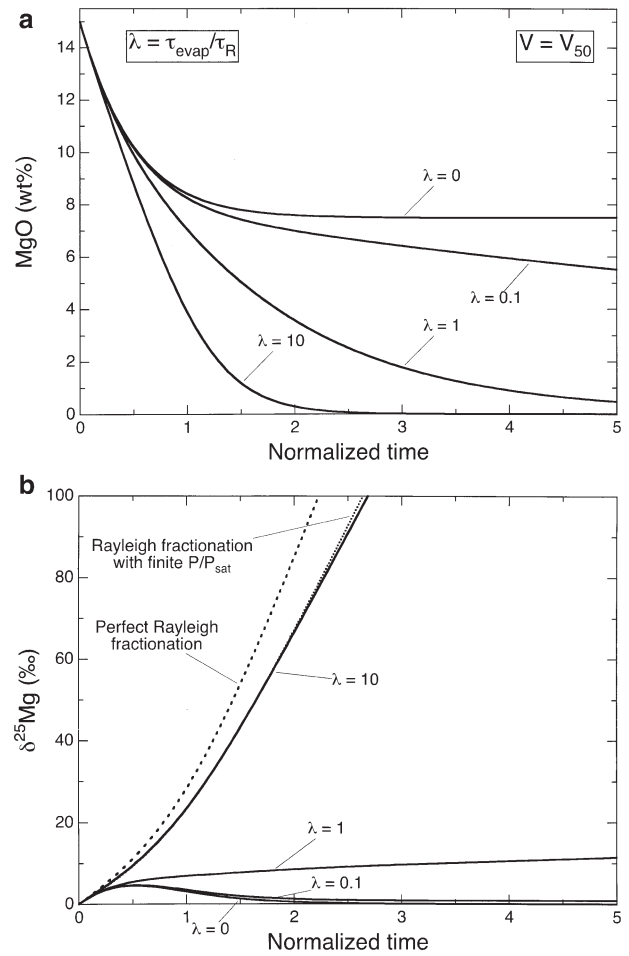 a
λ = τevap/τR
V = V50
14
12
10
8
6
4
2
0
MgO (wt%)
λ = 0
λ = 0.1
λ = 1
λ = 10
0 1 2 3 4 5
Normalized time
b
100
80
60
40
20
0
δ25Mg (‰)
Rayleigh fractionation
with finite P/Psat
Perfect Rayleigh
fractionation
λ = 10
λ = 1
λ = 0.1
λ = 0
0 1 2 3 4 5
Normalized time